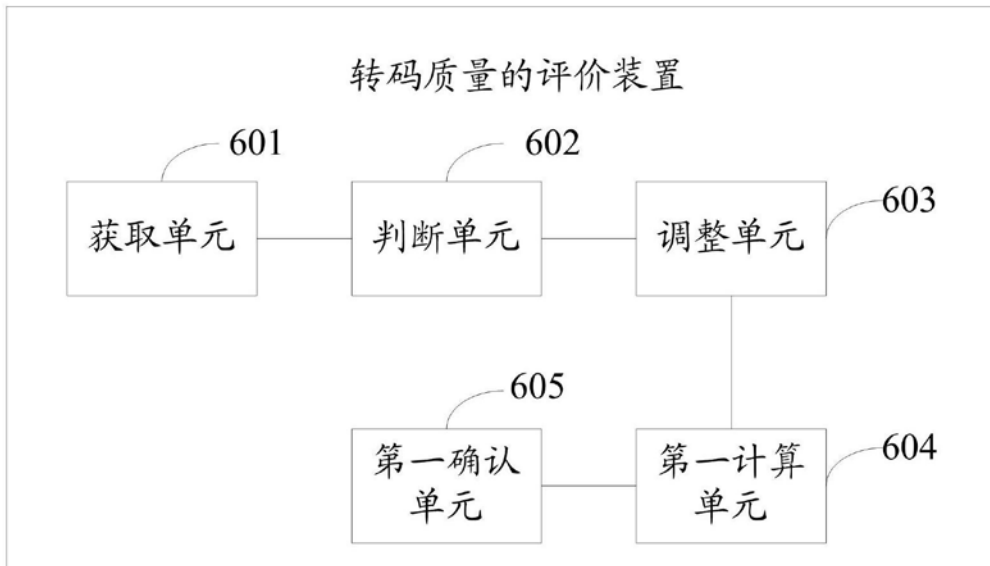 转码质量的评价装置
601
602
603
获取单元
判断单元
调整单元
605
604
第一确认
单元
第一计算
单元